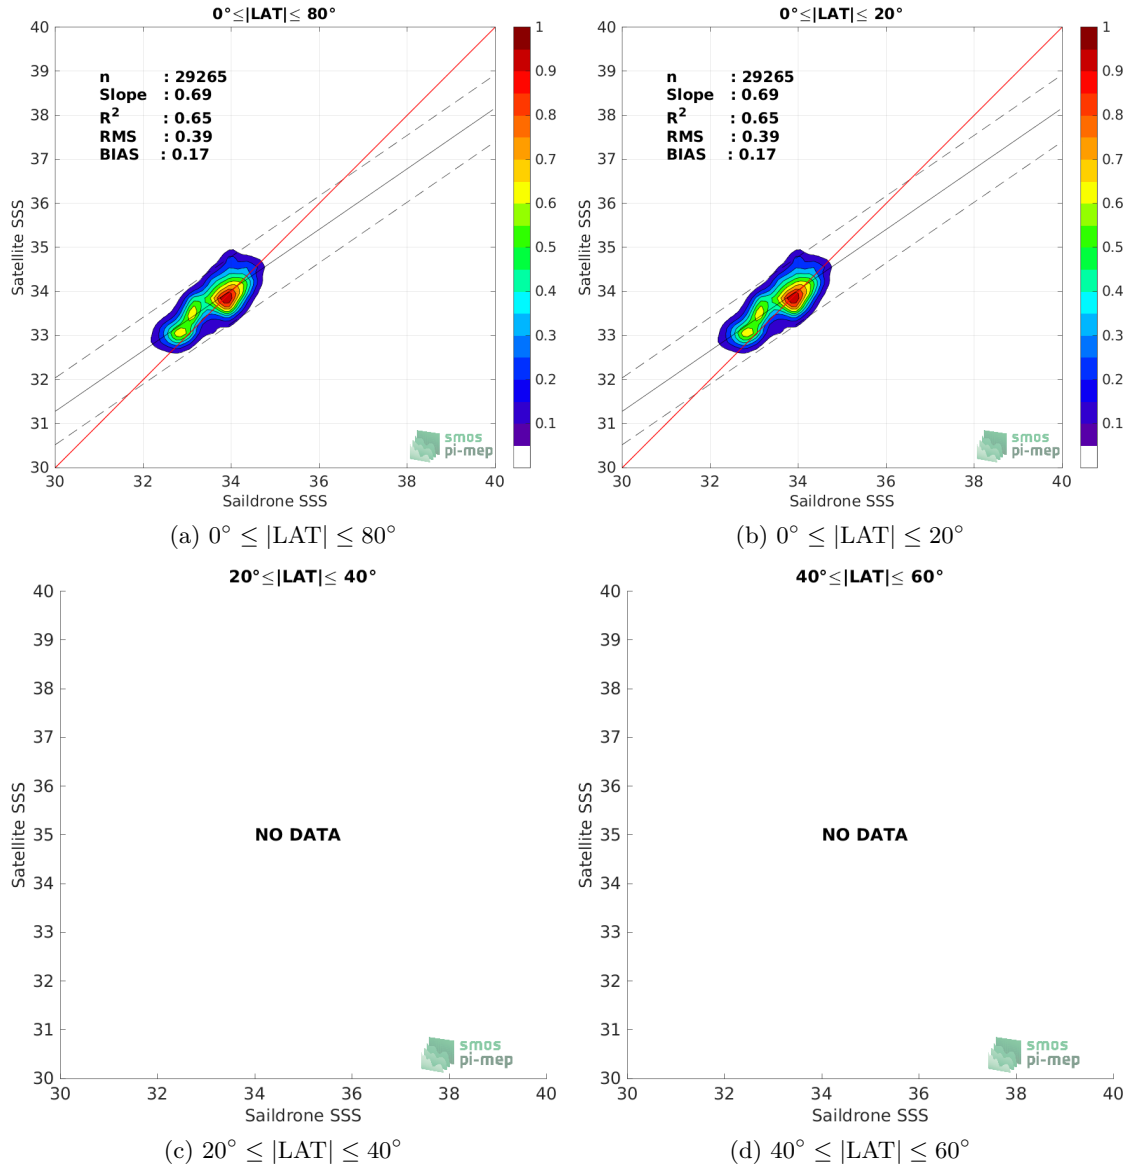 0°≤|LAT|≤ 80°
40
39
38
37
36
35
34
33
32
31
30
Satellite SSS
n : 29265
Slope : 0.69
R² : 0.65
RMS : 0.39
BIAS : 0.17
smos
pi-mep
30 32 34 36 38 40
Saildrone SSS
1
0.9
0.8
0.7
0.6
0.5
0.4
0.3
0.2
0.1
(a) 0° ≤ |LAT| ≤ 80°
0°≤|LAT|≤ 20°
40
39
38
37
36
35
34
33
32
31
30
Satellite SSS
n : 29265
Slope : 0.69
R² : 0.65
RMS : 0.39
BIAS : 0.17
smos
pi-mep
30 32 34 36 38 40
Saildrone SSS
1
0.9
0.8
0.7
0.6
0.5
0.4
0.3
0.2
0.1
(b) 0° ≤ |LAT| ≤ 20°
20°≤|LAT|≤ 40°
40
39
38
37
36
35
34
33
32
31
30
Satellite SSS
NO DATA
smos
pi-mep
30 32 34 36 38 40
Saildrone SSS
(c) 20° ≤ |LAT| ≤ 40°
40°≤|LAT|≤ 60°
40
39
38
37
36
35
34
33
32
31
30
Satellite SSS
NO DATA
smos
pi-mep
30 32 34 36 38 40
Saildrone SSS
(d) 40° ≤ |LAT| ≤ 60°